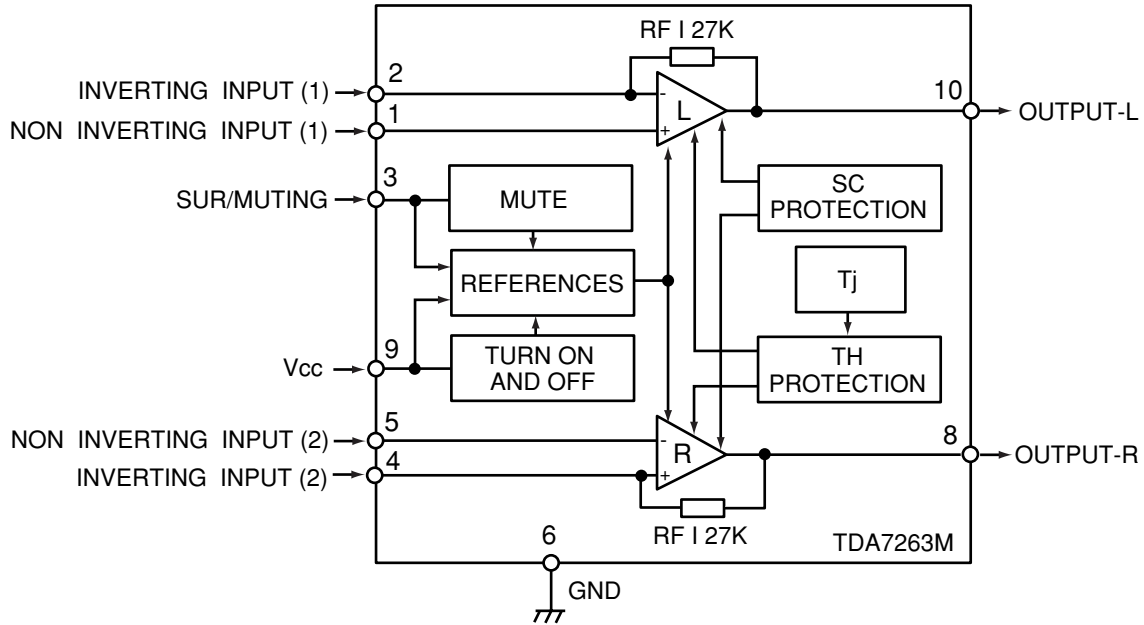 RF I 27K
2
INVERTING INPUT (1)
-
L
10
OUTPUT-L
1
NON INVERTING INPUT (1)
+
3
SUR/MUTING
MUTE
SC
PROTECTION
REFERENCES
Tj
9
Vcc
TURN ON
AND OFF
TH
PROTECTION
5
NON INVERTING INPUT (2)
-
R
8
OUTPUT-R
4
INVERTING INPUT (2)
+
RF I 27K
TDA7263M
6
GND